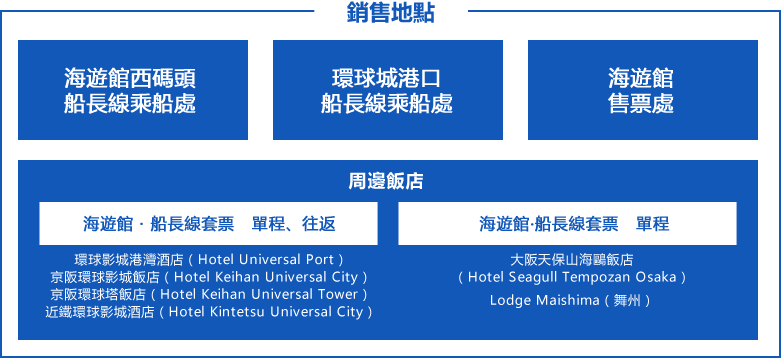 銷售地點
海遊館西碼頭
船長線乘船處
環球城港口
船長線乘船處
海遊館
售票處
周邊飯店
海遊館・船長線套票　單程、往返
環球影城港灣酒店（Hotel Universal Port）
京阪環球影城飯店（Hotel Keihan Universal City）
京阪環球塔飯店（Hotel Keihan Universal Tower）
近鐵環球影城酒店（Hotel Kintetsu Universal City）
海遊館·船長線套票　單程
大阪天保山海鷗飯店
（Hotel Seagull Tempozan Osaka）
Lodge Maishima（舞州）